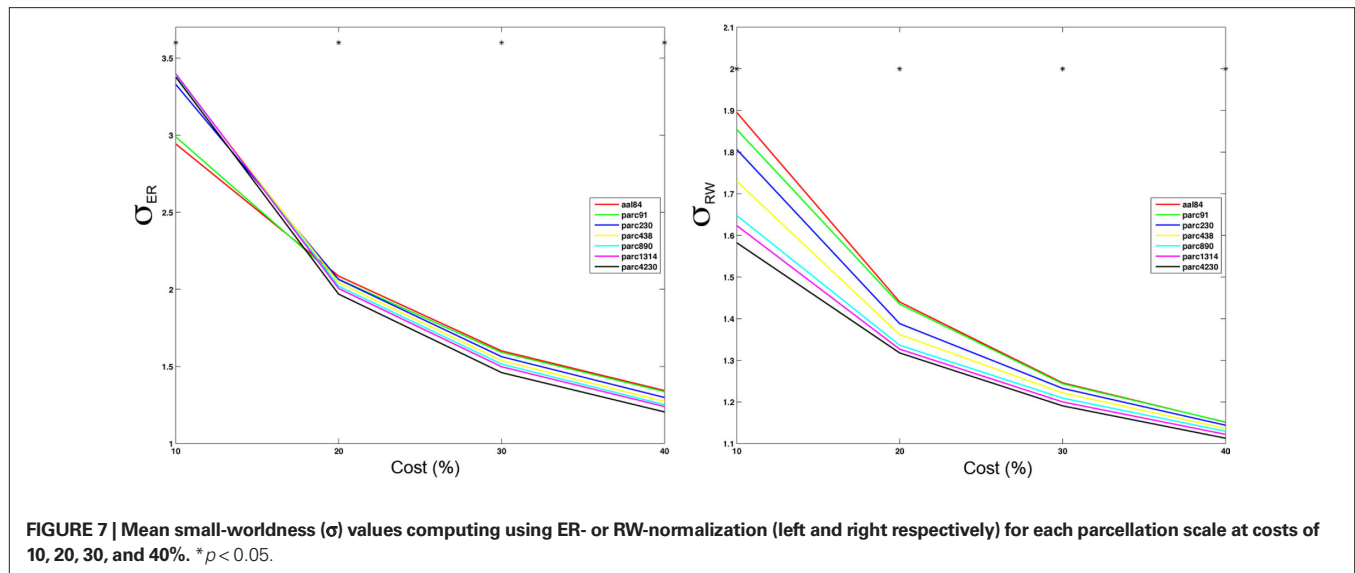 *
*
*
*
3.5
3
2.5
2
1.5
1
σER
10
20
30
40
Cost (%)
aal84
parc91
parc230
parc438
parc890
parc1314
parc4230
2.1
2
1.9
1.8
1.7
1.6
1.5
1.4
1.3
1.2
1.1
*
*
*
*
σRW
10
20
30
40
Cost (%)
aal84
parc91
parc230
parc438
parc890
parc1314
parc4230
FIGURE 7 | Mean small-worldness (σ) values computing using ER- or RW-normalization (left and right respectively) for each parcellation scale at costs of
10, 20, 30, and 40%. *p < 0.05.